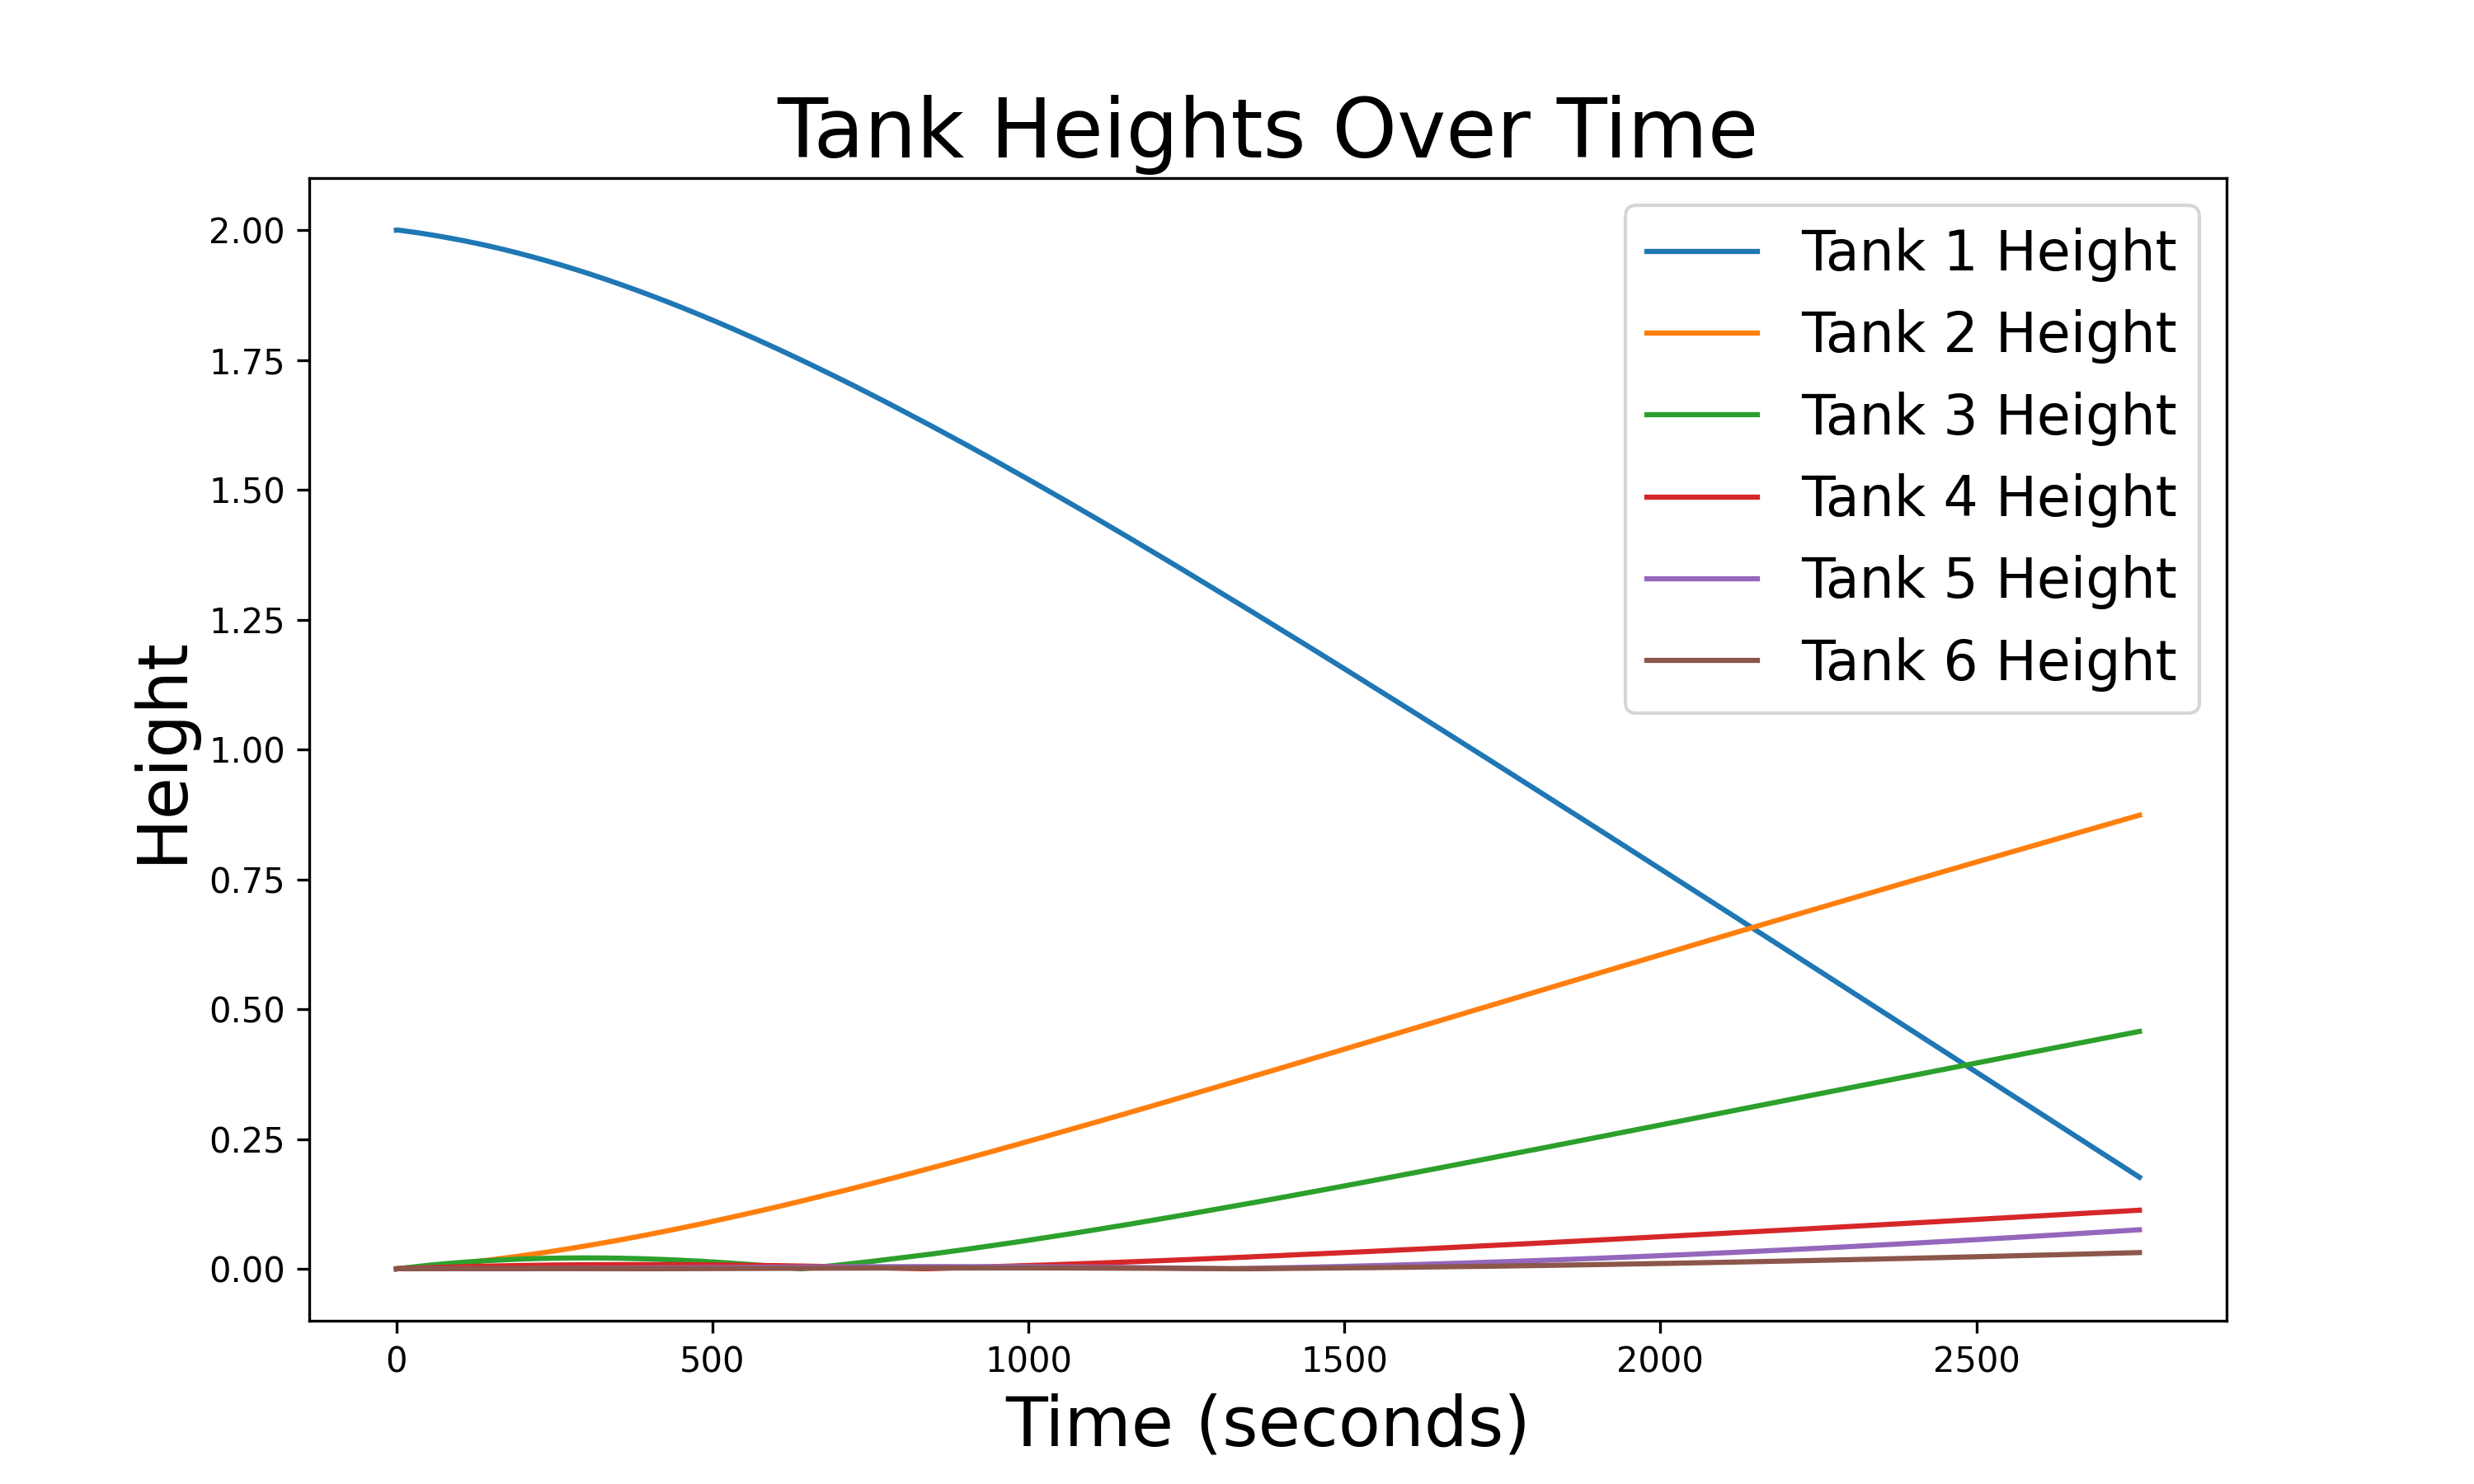 Tank Heights Over Time
Height
2.00
1.75
1.50
1.25
1.00
0.75
0.50
0.25
0.00
Tank 1 Height
Tank 2 Height
Tank 3 Height
Tank 4 Height
Tank 5 Height
Tank 6 Height
0 500 1000 1500 2000 2500
Time (seconds)